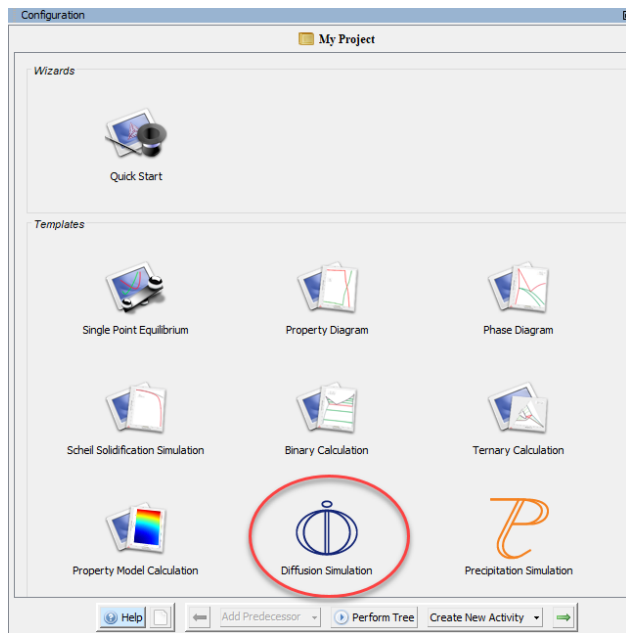 Configuration
My Project
Wizards
Quick Start
Templates
Single Point Equilibrium
Property Diagram
Phase Diagram
Scheil Solidification Simulation
Binary Calculation
Ternary Calculation
Property Model Calculation
Diffusion Simulation
Precipitation Simulation
Help
Add Predecessor
Perform Tree
Create New Activity